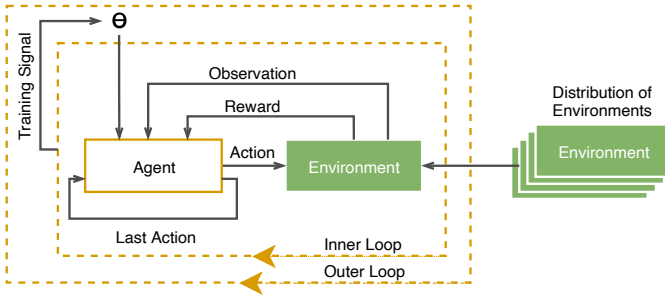 Training Signal
ɵ
Observation
Reward
Agent
Action
Environment
Last Action
Inner Loop
Outer Loop
Distribution of
Environments
Environment